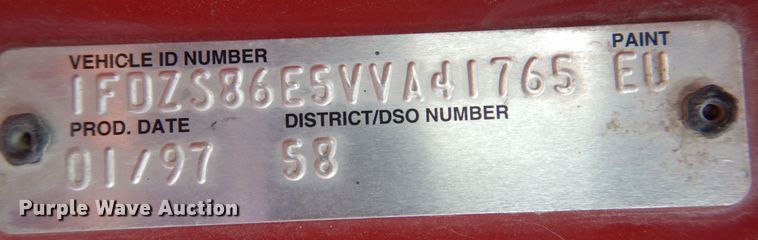 VEHICLE ID NUMBER PAINT
1FDZS86E5VVA41765 EU
PROD. DATE DISTRICT/DSO NUMBER
01/97 58
Purple Wave Auction